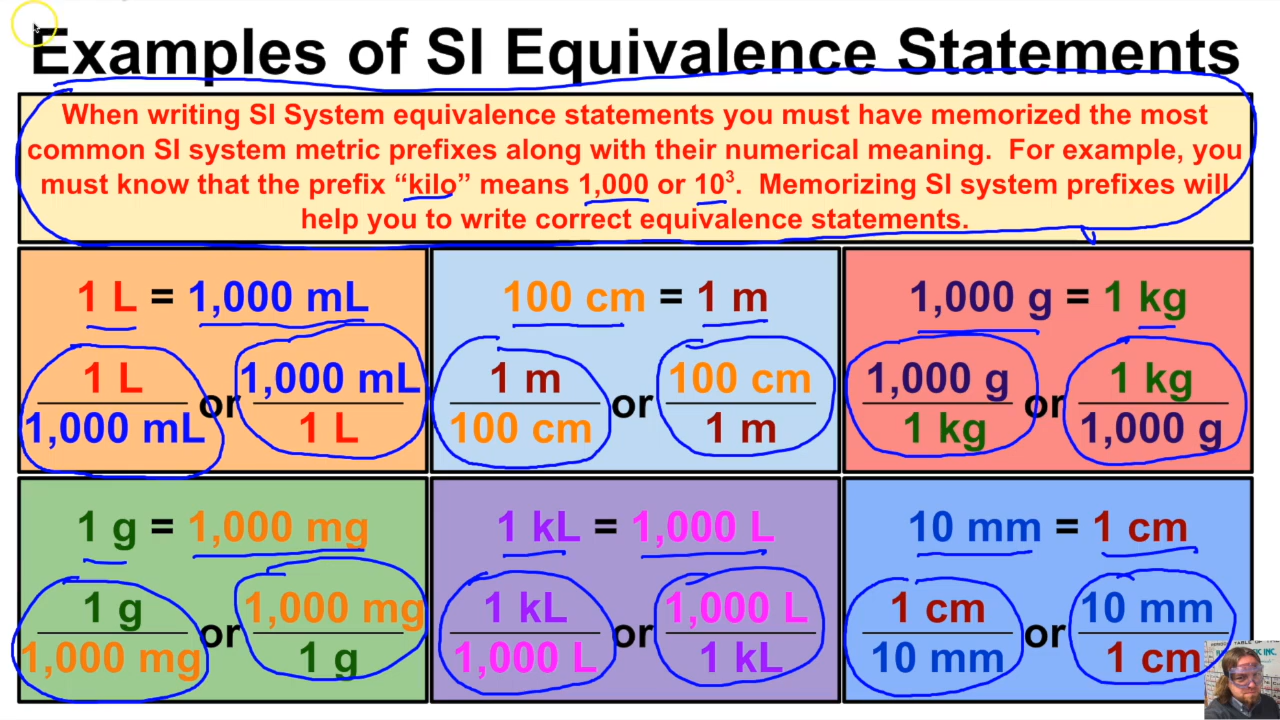 Examples of SI Equivalence Statements
When writing SI System equivalence statements you must have memorized the most
common SI system metric prefixes along with their numerical meaning. For example, you
must know that the prefix “kilo” means 1,000 or 10³. Memorizing SI system prefixes will
help you to write correct equivalence statements.
1 L = 1,000 mL
1 L
1,000 mL
or
1,000 mL
1 L
100 cm = 1 m
1 m
100 cm
or
100 cm
1 m
1,000 g = 1 kg
1,000 g
1 kg
or
1 kg
1,000 g
1 g = 1,000 mg
1 g
1,000 mg
or
1,000 mg
1 g
1 kL = 1,000 L
1 kL
1,000 L
or
1,000 L
1 kL
10 mm = 1 cm
1 cm
10 mm
or
10 mm
1 cm